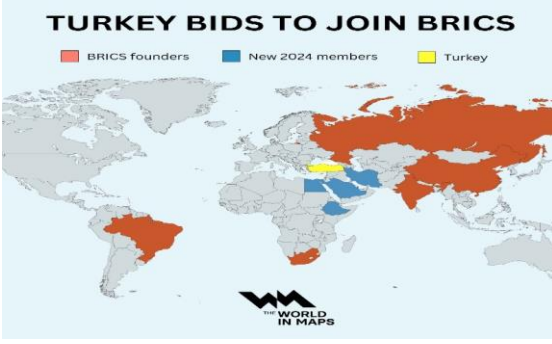 TURKEY BIDS TO JOIN BRICS
BRICS founders New 2024 members Turkey
THE WORLD
IN MAPS